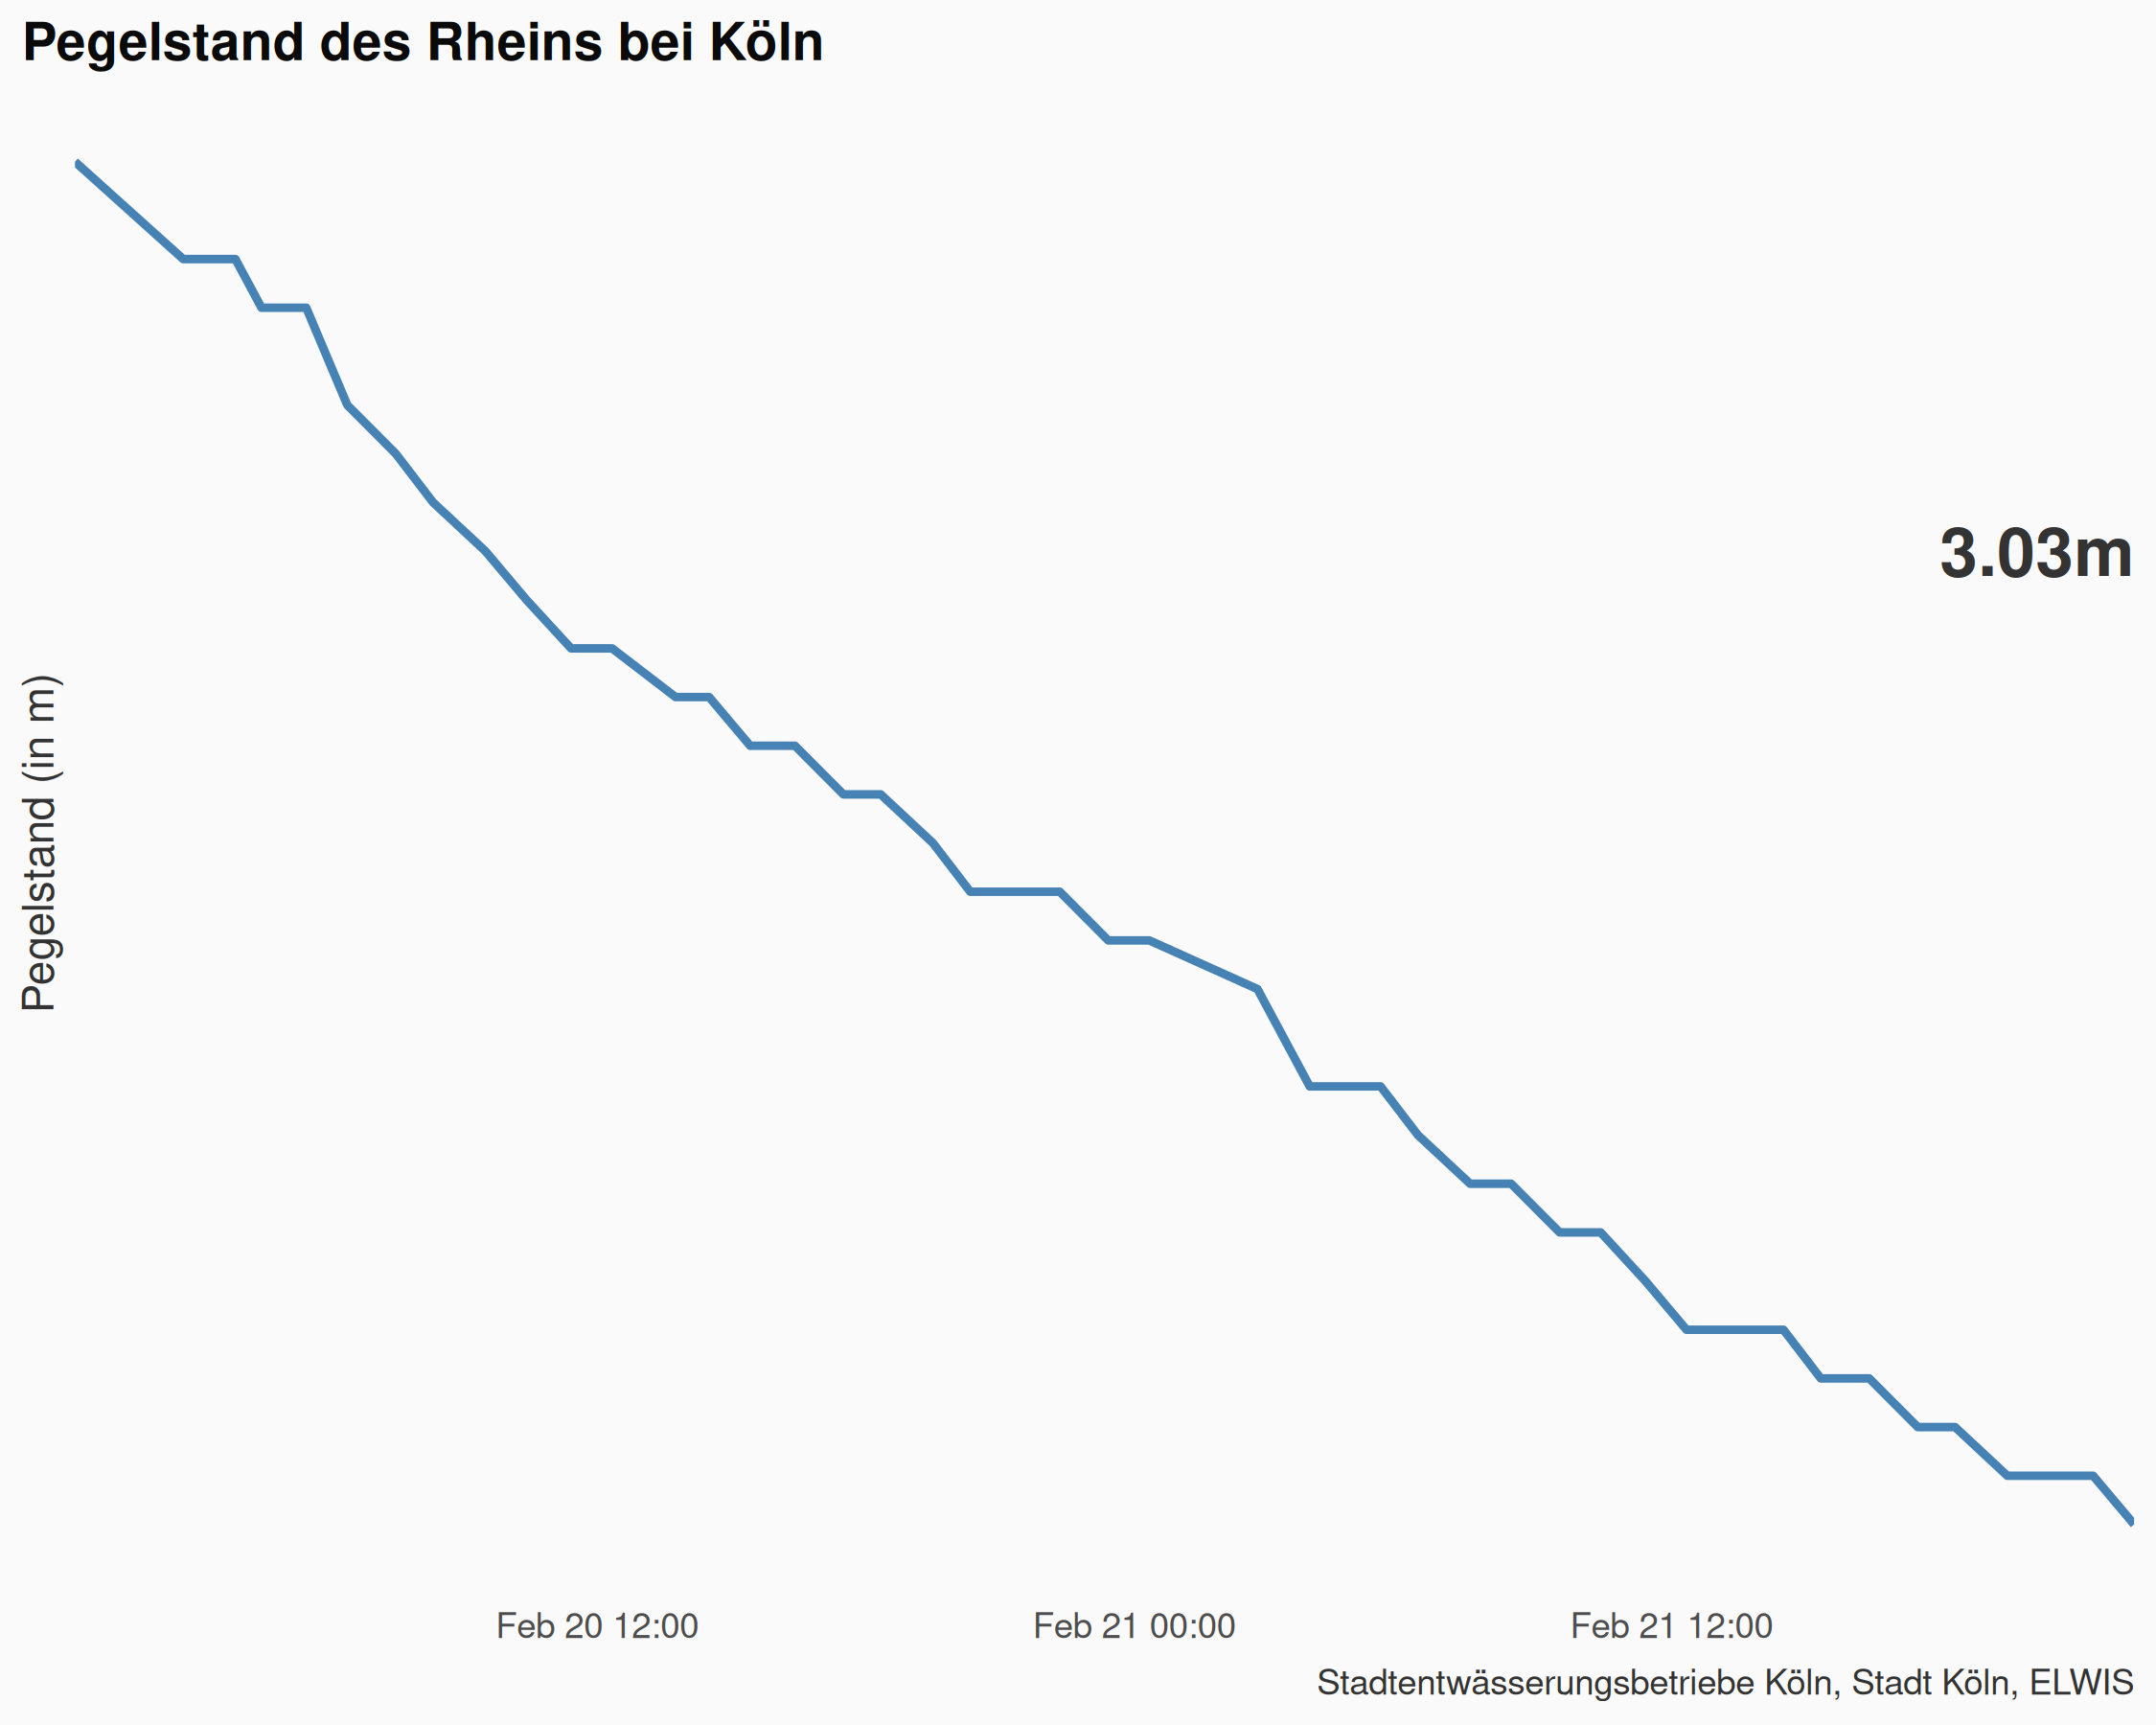 Pegelstand des Rheins bei Köln
3.03m
Pegelstand (in m)
Feb 20 12:00
Feb 21 00:00
Feb 21 12:00
Stadtentwässerungsbetriebe Köln, Stadt Köln, ELWIS